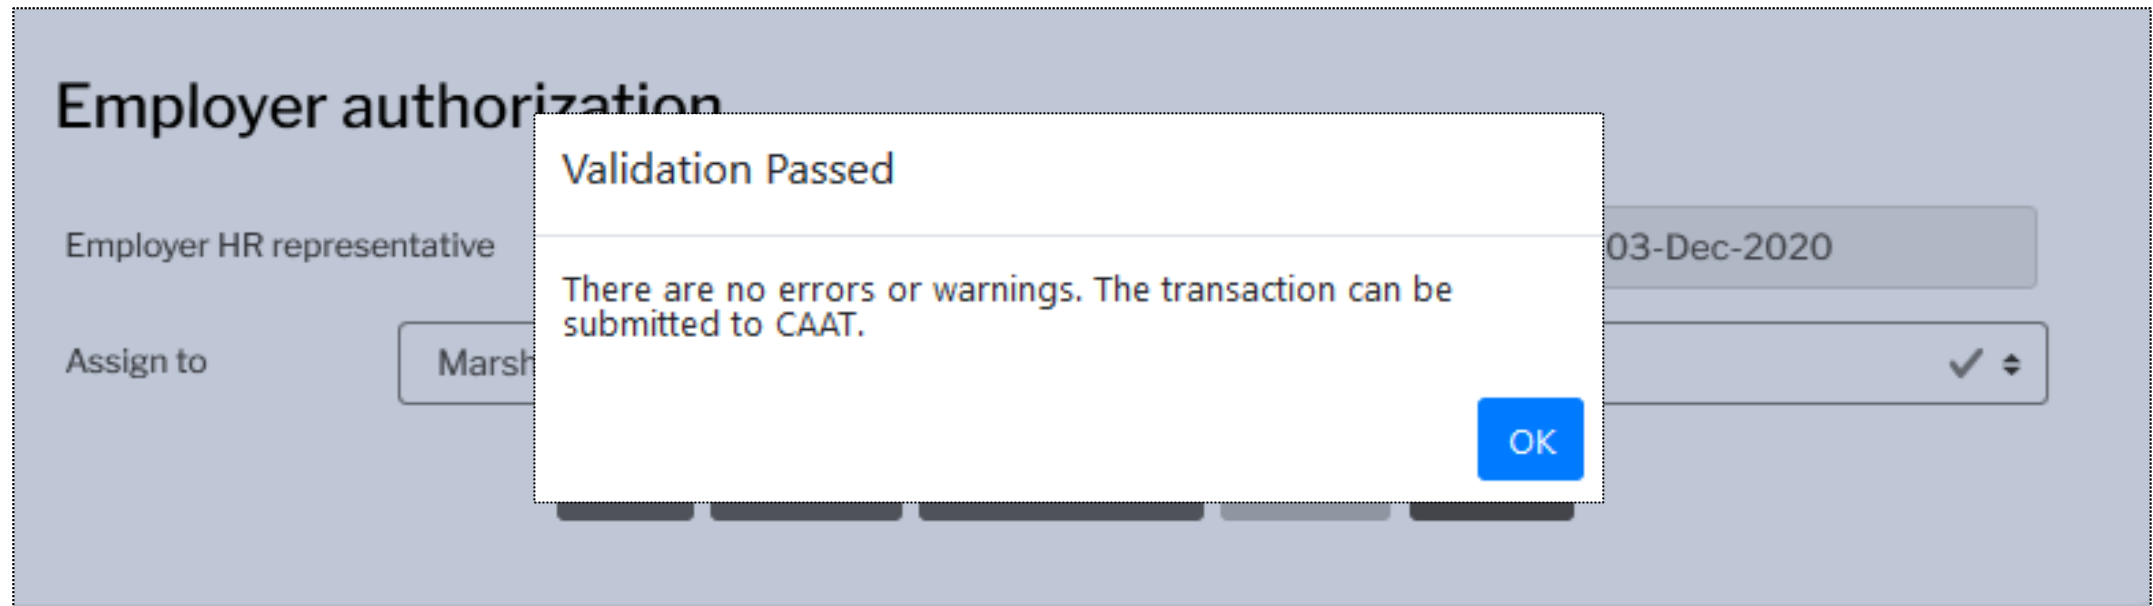 Employer authorization
Validation Passed
Employer HR representative
03-Dec-2020
There are no errors or warnings. The transaction can be
submitted to CAAT.
Assign to
OK